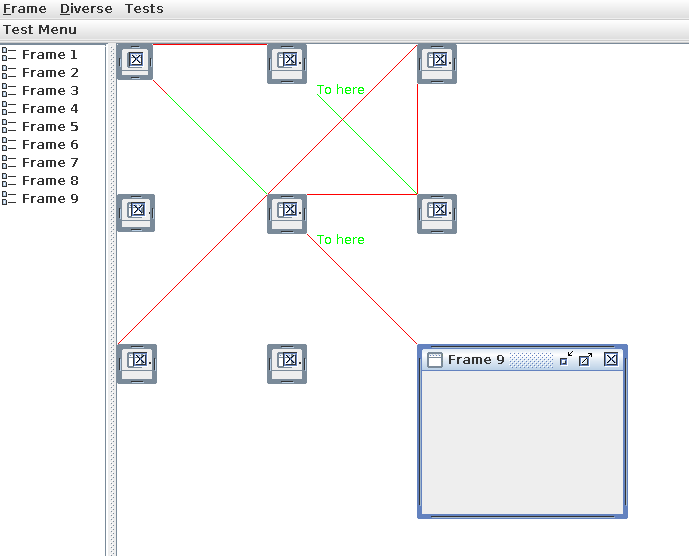 Frame Diverse Tests
Test Menu
Frame 1
Frame 2
Frame 3
Frame 4
Frame 5
Frame 6
Frame 7
Frame 8
Frame 9
To here
To here
Frame 9